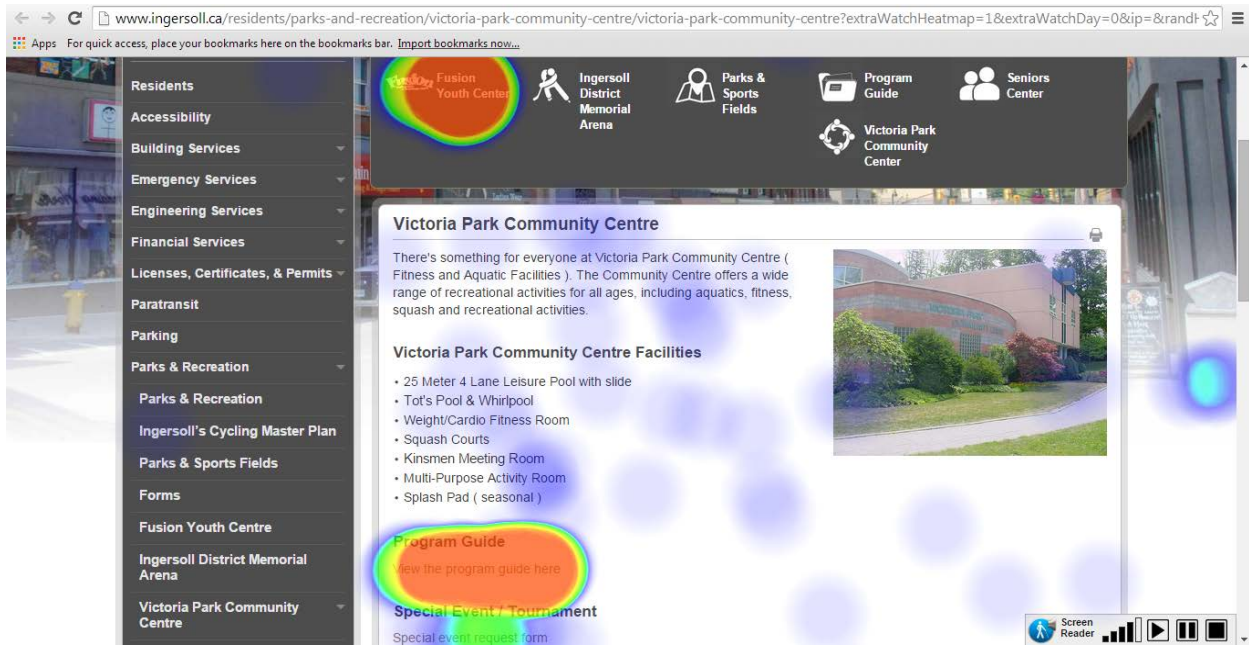 www.ingersoll.ca/residents/parks-and-recreation/victoria-park-community-centre/victoria-park-community-centre?extraWatchHeatmap=1&extraWatchDay=0&ip=&rand
Apps For quick access, place your bookmarks here on the bookmarks bar. Import bookmarks now...
Residents
Accessibility
Building Services
Emergency Services
Engineering Services
Financial Services
Licenses, Certificates, & Permits
Paratransit
Parking
Parks & Recreation
Parks & Recreation
Ingersoll's Cycling Master Plan
Parks & Sports Fields
Forms
Fusion Youth Centre
Ingersoll District Memorial
Arena
Victoria Park Community
Centre
Fusion
Youth Center
Ingersoll
District
Memorial
Arena
Parks &
Sports
Fields
Program
Guide
Seniors
Center
Victoria Park
Community
Center
Victoria Park Community Centre
There's something for everyone at Victoria Park Community Centre (
Fitness and Aquatic Facilities ). The Community Centre offers a wide
range of recreational activities for all ages, including aquatics, fitness,
squash and recreational activities.
Victoria Park Community Centre Facilities
• 25 Meter 4 Lane Leisure Pool with slide
• Tot's Pool & Whirlpool
• Weight/Cardio Fitness Room
• Squash Courts
• Kinsmen Meeting Room
• Multi-Purpose Activity Room
• Splash Pad ( seasonal )
Program Guide
View the program guide here
Special Event / Tournament
Special event request form
Screen
Reader